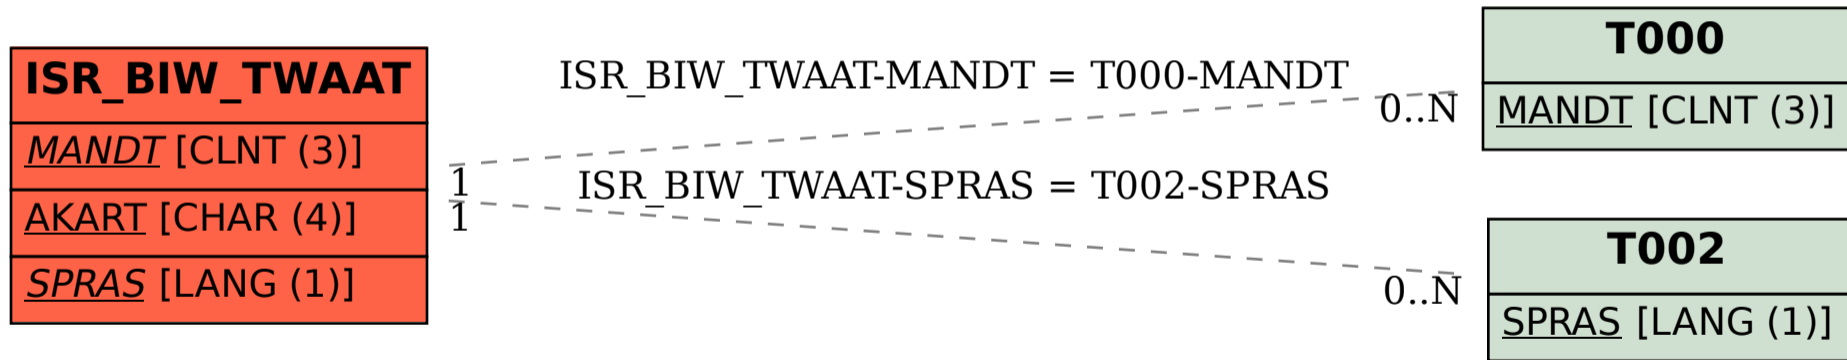 ISR_BIW_TWAAT
MANDT [CLNT (3)]
AKART [CHAR (4)]
SPRAS [LANG (1)]
ISR_BIW_TWAAT-MANDT = T000-MANDT
0..N
1
ISR_BIW_TWAAT-SPRAS = T002-SPRAS
1
0..N
T000
MANDT [CLNT (3)]
T002
SPRAS [LANG (1)]